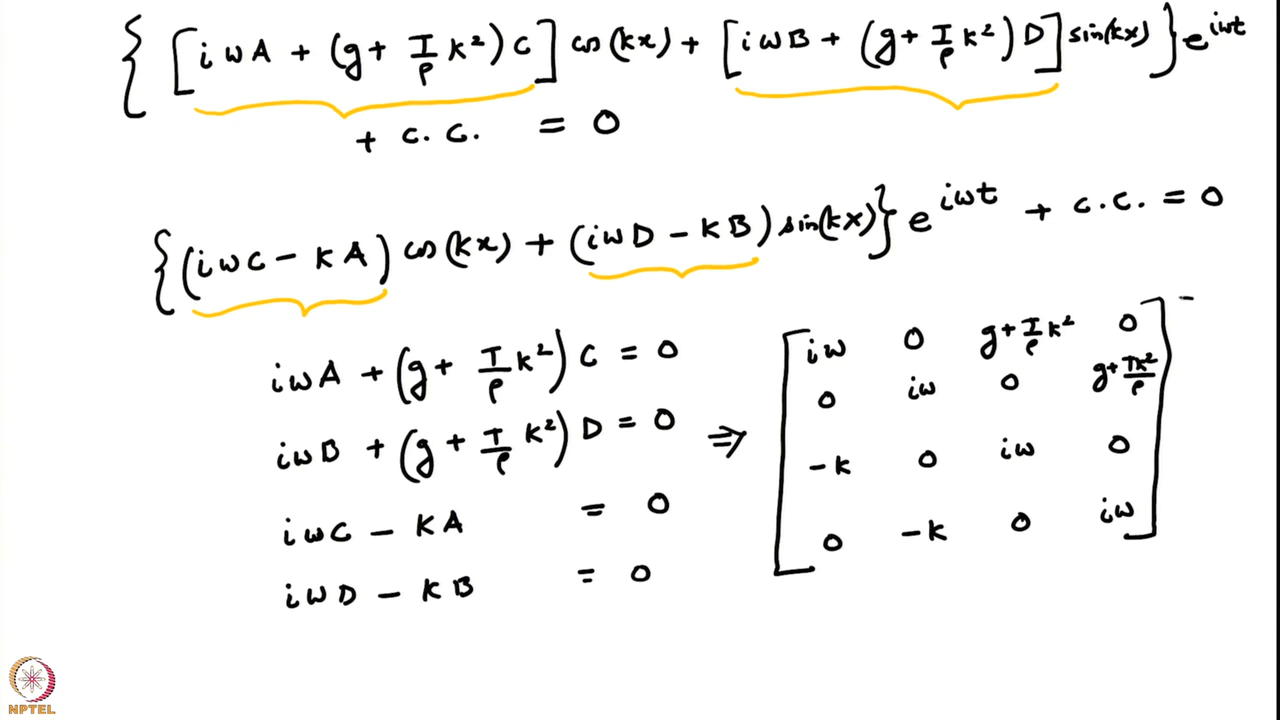 { [iωA + (g + T/ρ k²) C] cos(kx) + [iωB + (g + T/ρ k²) D] sin(kx) } e^{iωt}
+ c.c. = 0
{ (iωC − kA) cos(kx) + (iωD − kB) sin(kx) } e^{iωt} + c.c. = 0
iωA + (g + T/ρ k²) C = 0
iωB + (g + T/ρ k²) D = 0
iωC − kA = 0
iωD − kB = 0
⇒
[ iω 0 g + T/ρ k² 0
0 iω 0 g + Tk²/ρ
−k 0 iω 0
0 −k 0 iω ]
NPTEL